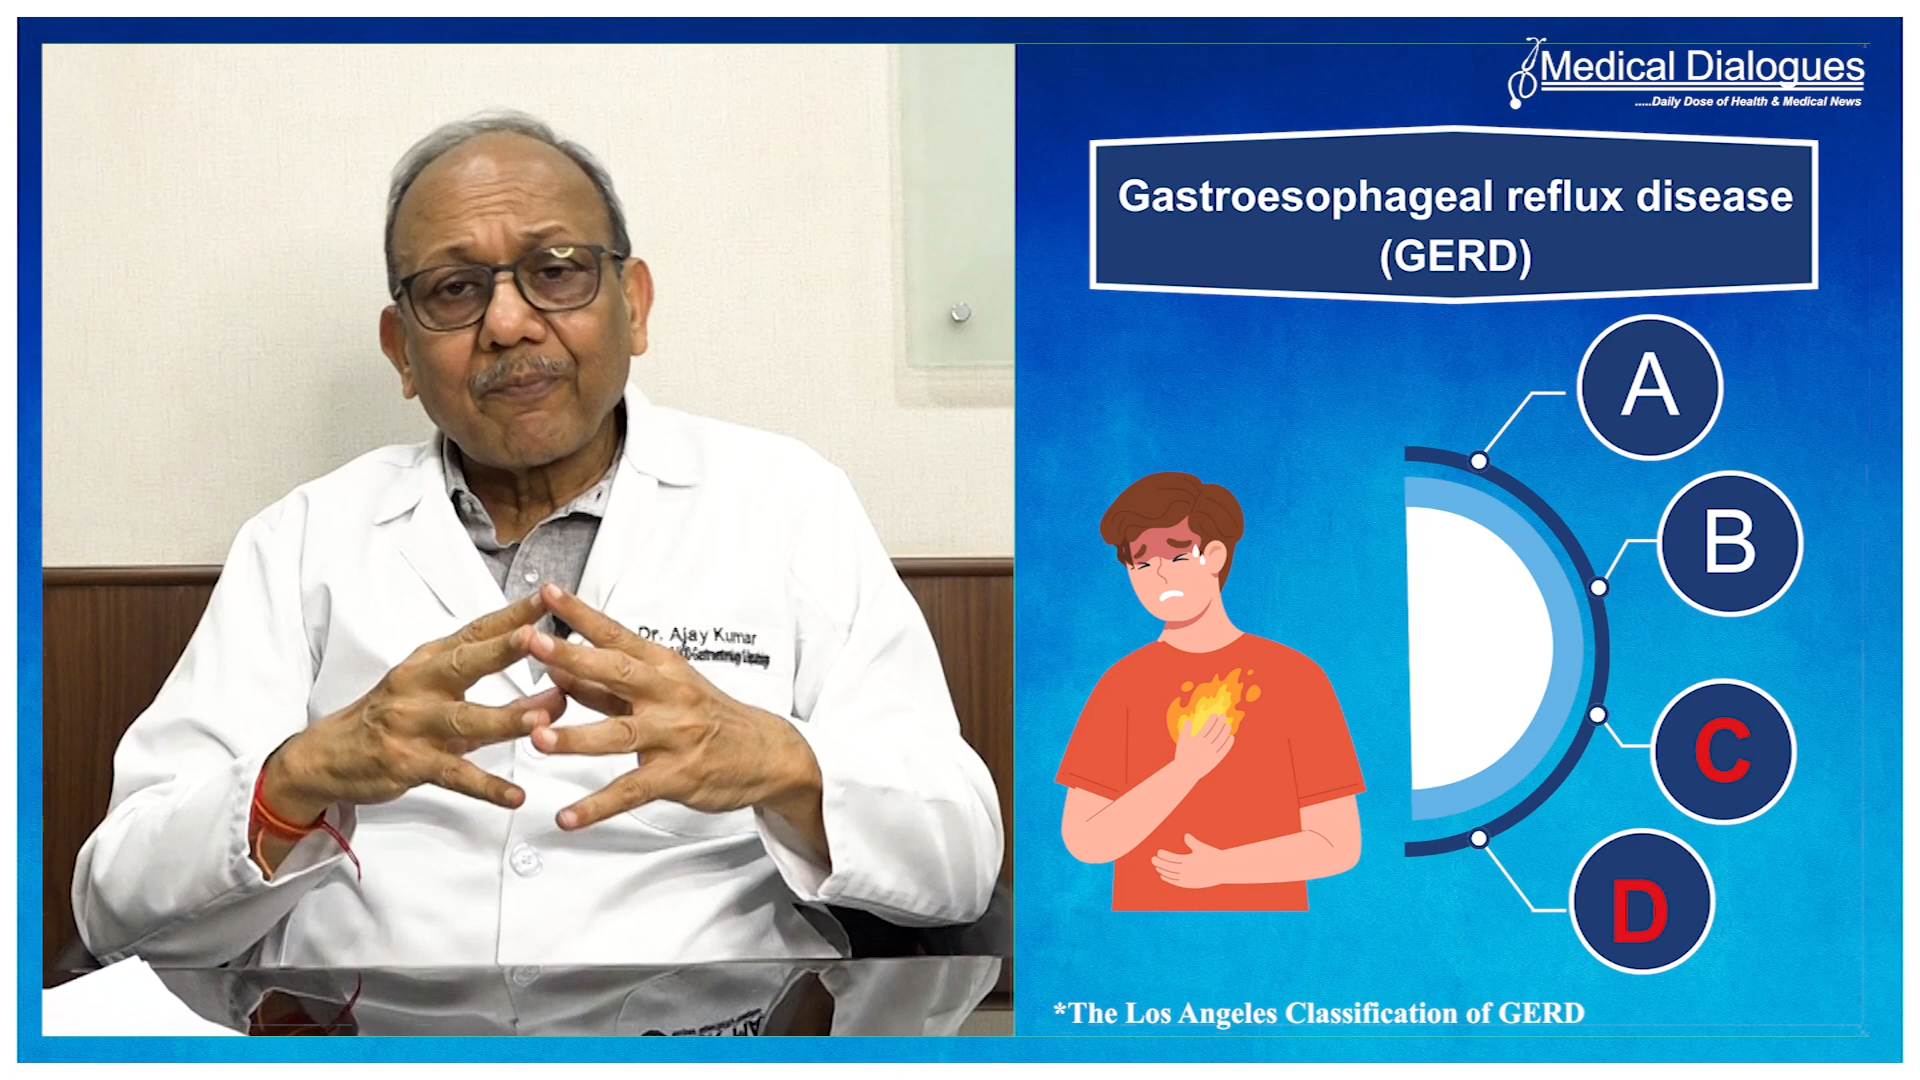 Medical Dialogues
.....Daily Dose of Health & Medical News
Gastroesophageal reflux disease
(GERD)
A
B
C
D
Dr. Ajay Kumar
*The Los Angeles Classification of GERD